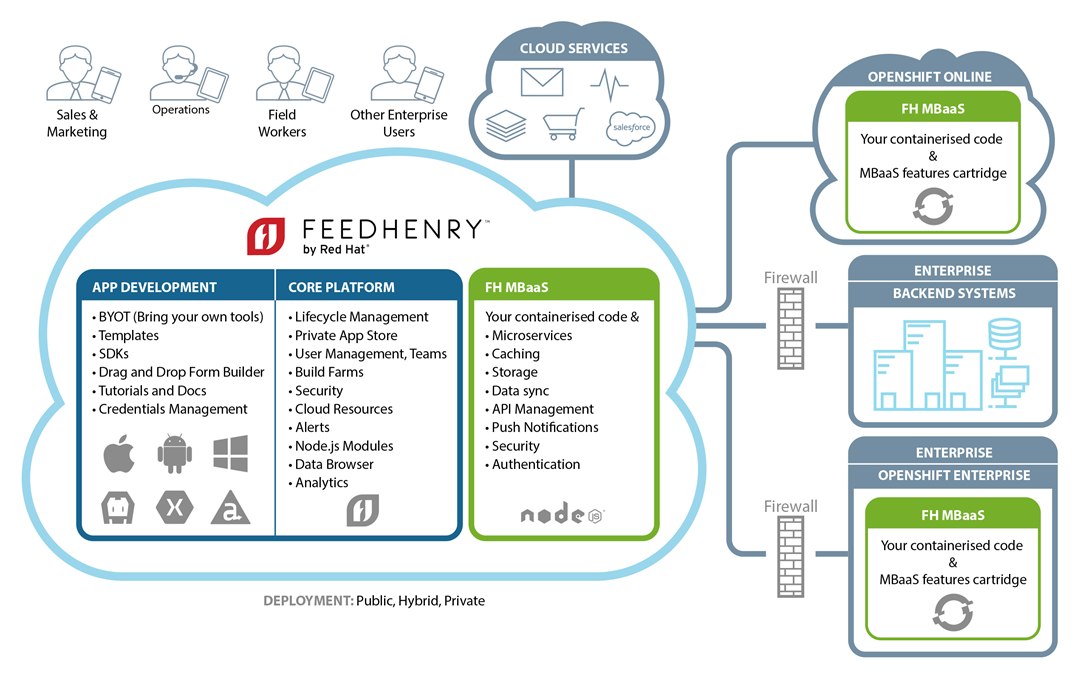 Sales &
Marketing
Operations
Field
Workers
Other Enterprise
Users
CLOUD SERVICES
salesforce
FEEDHENRY™
by Red Hat®
APP DEVELOPMENT
• BYOT (Bring your own tools)
• Templates
• SDKs
• Drag and Drop Form Builder
• Tutorials and Docs
• Credentials Management
CORE PLATFORM
• Lifecycle Management
• Private App Store
• User Management, Teams
• Build Farms
• Security
• Cloud Resources
• Alerts
• Node.js Modules
• Data Browser
• Analytics
FH MBaaS
Your containerised code &
• Microservices
• Caching
• Storage
• Data sync
• API Management
• Push Notifications
• Security
• Authentication
node JS
DEPLOYMENT: Public, Hybrid, Private
OPENSHIFT ONLINE
FH MBaaS
Your containerised code
&
MBaaS features cartridge
Firewall
ENTERPRISE
BACKEND SYSTEMS
Firewall
ENTERPRISE
OPENSHIFT ENTERPRISE
FH MBaaS
Your containerised code
&
MBaaS features cartridge